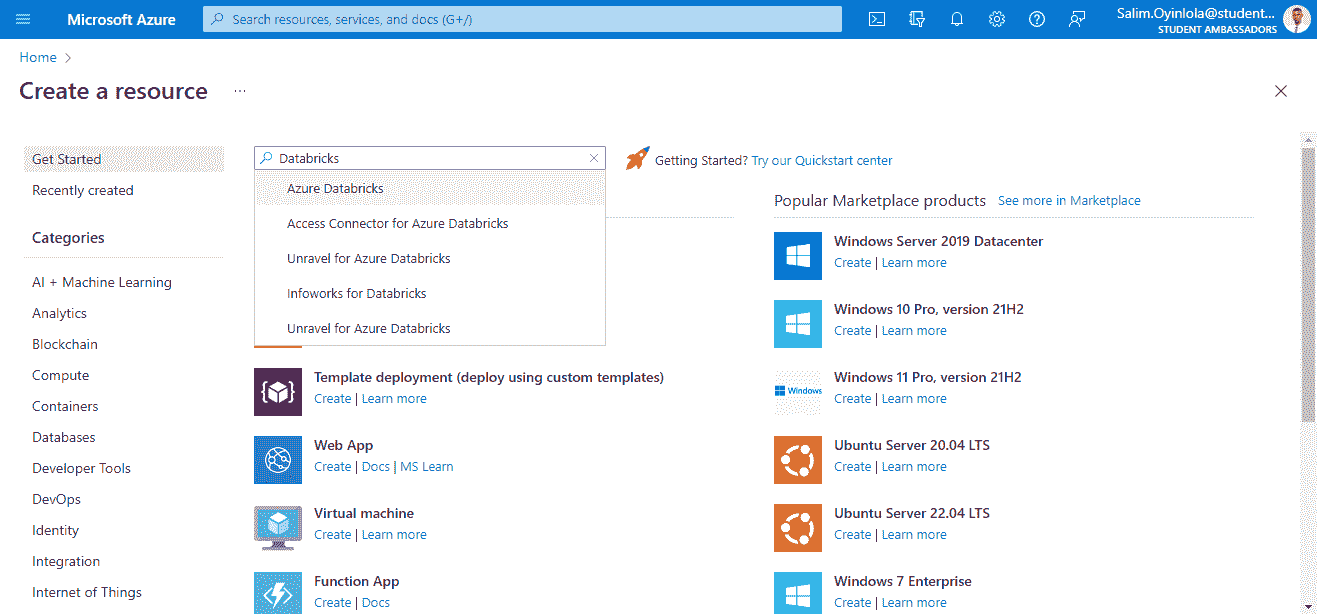 Microsoft Azure
Search resources, services, and docs (G+/)
Salim.Oyinlola@student...
STUDENT AMBASSADORS
Home
Create a resource
...
Get Started
Recently created
Categories
AI + Machine Learning
Analytics
Blockchain
Compute
Containers
Databases
Developer Tools
DevOps
Identity
Integration
Internet of Things
Databricks
Azure Databricks
Access Connector for Azure Databricks
Unravel for Azure Databricks
Infoworks for Databricks
Unravel for Azure Databricks
Getting Started? Try our Quickstart center
Template deployment (deploy using custom templates)
Create | Learn more
Web App
Create | Docs | MS Learn
Virtual machine
Create | Learn more
Function App
Create | Docs
Popular Marketplace products See more in Marketplace
Windows Server 2019 Datacenter
Create | Learn more
Windows 10 Pro, version 21H2
Create | Learn more
Windows
Windows 11 Pro, version 21H2
Create | Learn more
Ubuntu Server 20.04 LTS
Create | Learn more
Ubuntu Server 22.04 LTS
Create | Learn more
Windows 7 Enterprise
Create | Learn more